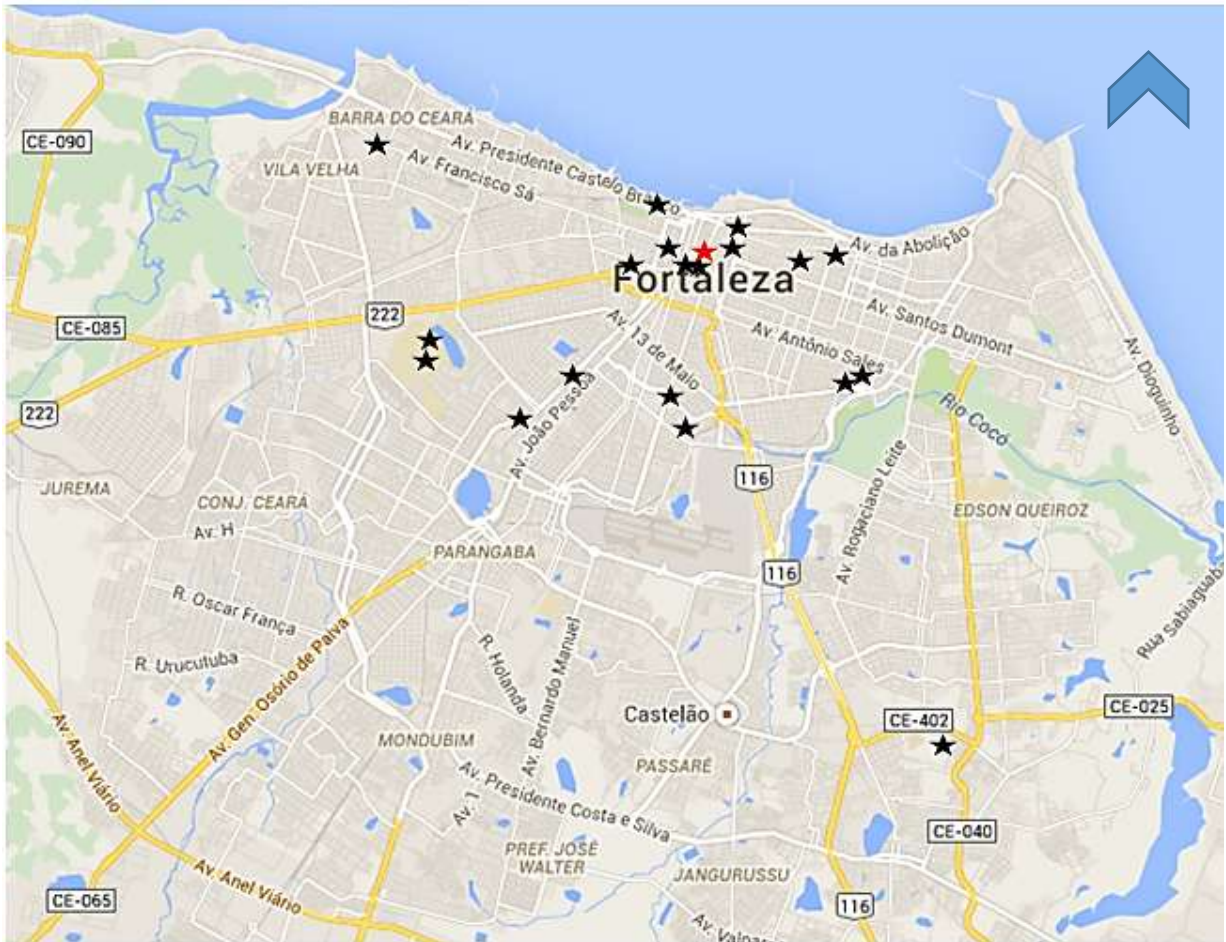 BARRA DO CEARÁ
CE-090
Av. Presidente Castelo Branco
Av. Francisco Sá
VILA VELHA
Av. da Abolição
Fortaleza
222
CE-085
Av. Santos Dumont
Av. 13 de Maio
Av. Antônio Sales
Av. Dioguinho
222
Av. João Pessoa
Rio Cocó
116
Av. Rogaciano Leite
JUREMA
CONJ. CEARÁ
EDSON QUEIROZ
Av. H
PARANGABA
116
R. Oscar França
Rua Sabiaguaba
R. Urucutuba
Av. Gen. Osório de Paiva
R. Holanda
Av. Bernardo Manuel
Castelão
CE-402
CE-025
Av. Anel Viário
MONDUBIM
PASSARÉ
Av. Presidente Costa e Silva
Av. 1
CE-040
PREF. JOSÉ
WALTER
JANGURUSSU
Av. Anel Viário
CE-065
116